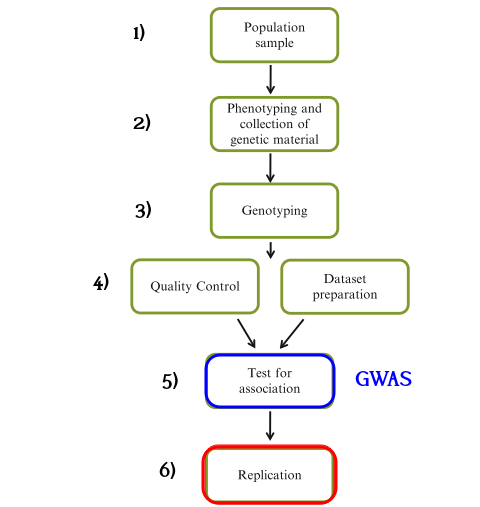 1)
Population
sample
2)
Phenotyping and
collection of
genetic material
3)
Genotyping
4)
Quality Control
Dataset
preparation
5)
Test for
association
GWAS
6)
Replication